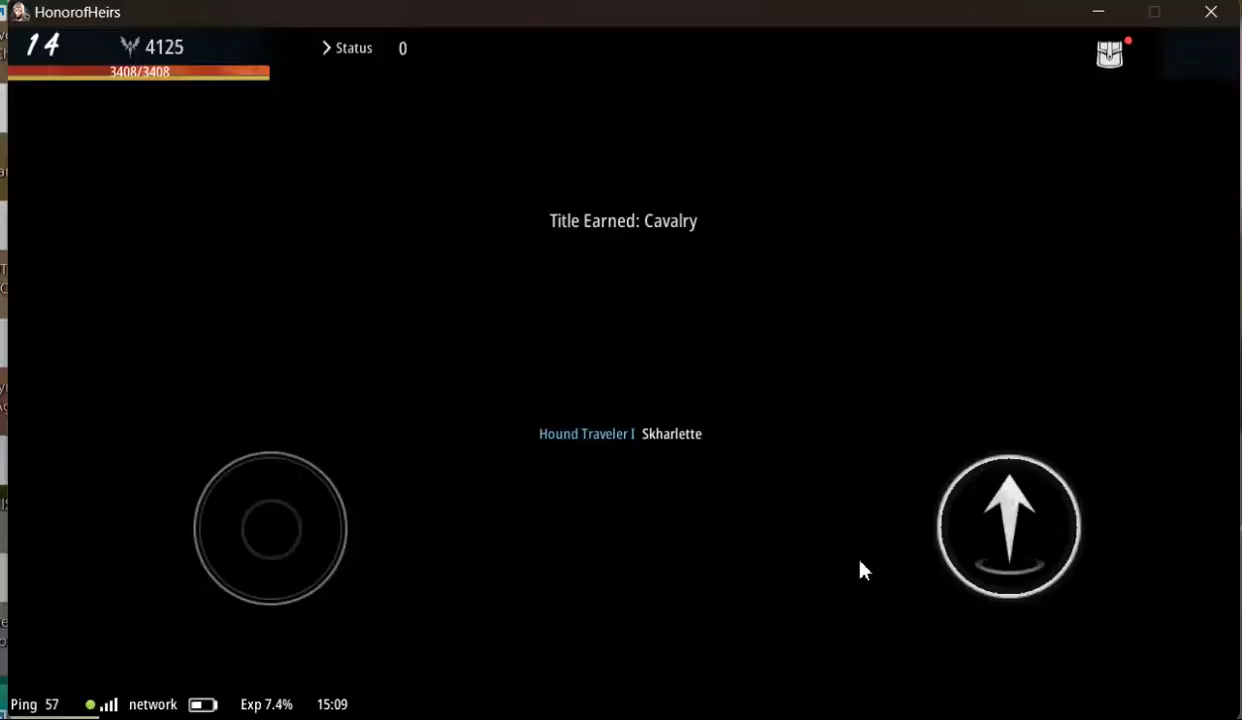 HonorofHeirs
14 4125 Status 0
3408/3408
Title Earned: Cavalry
Hound Traveler I Skharlette
Ping 57 network Exp 7.4% 15:09